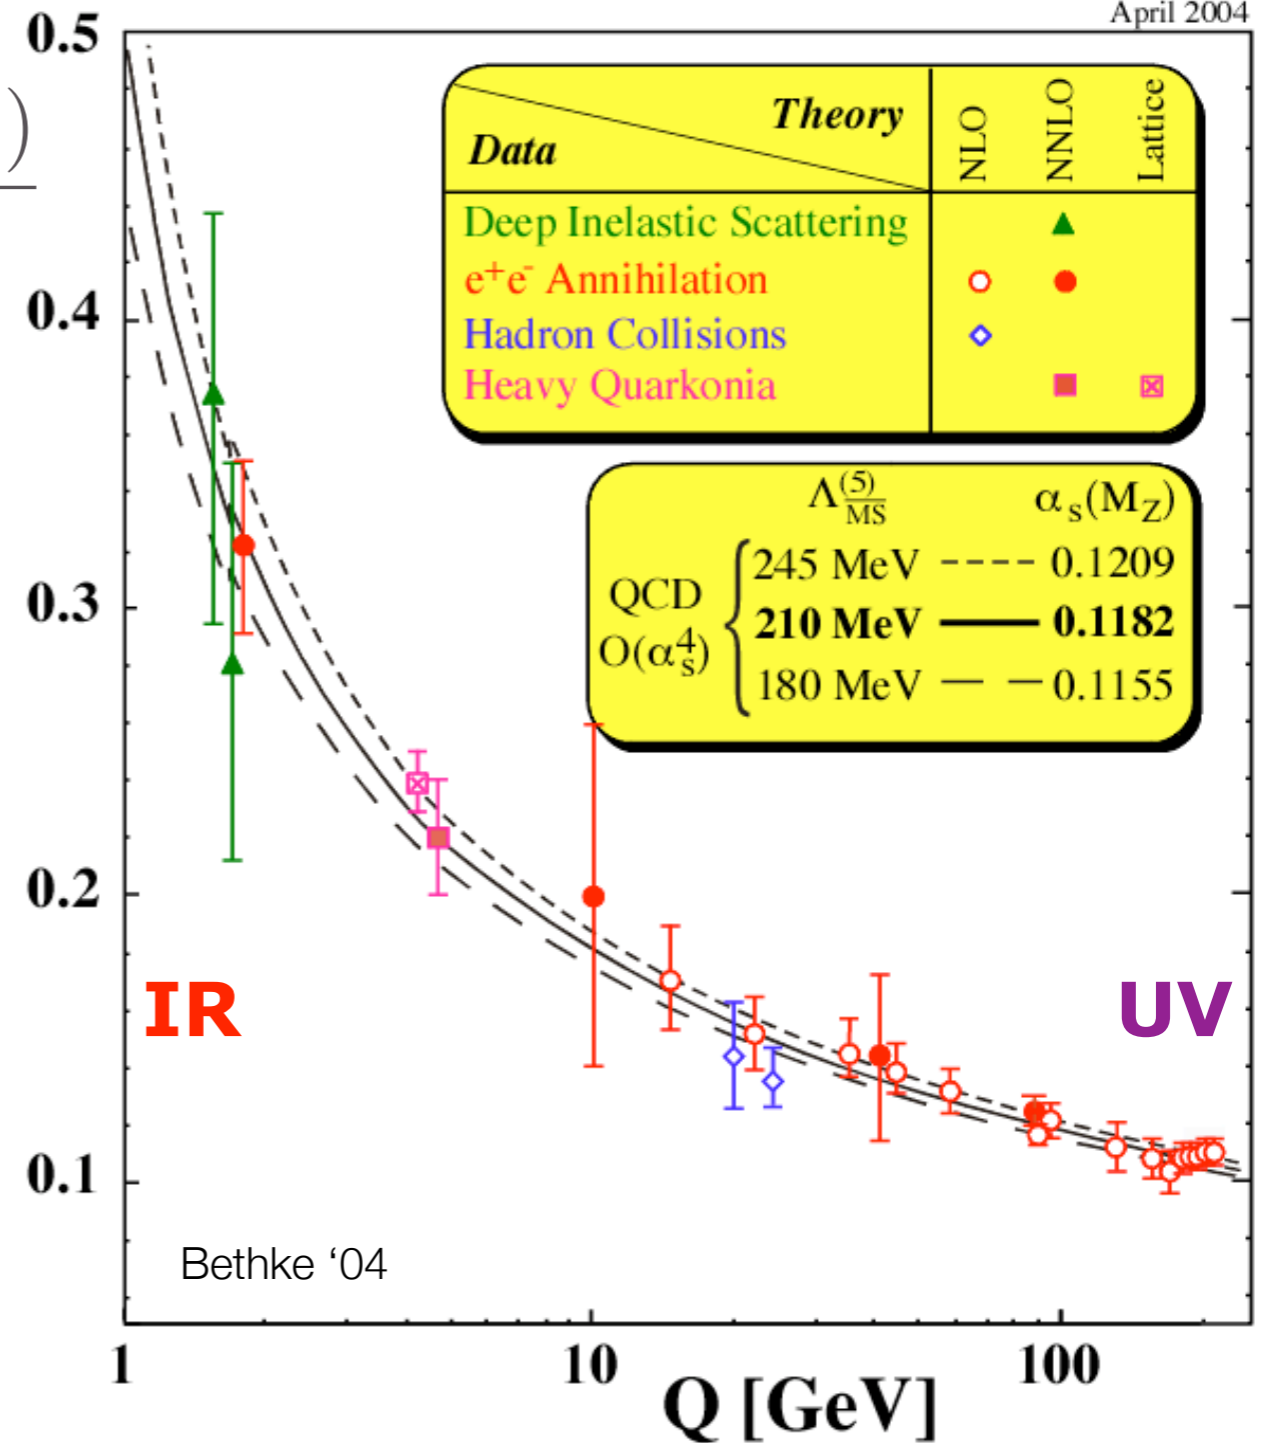 April 2004
0.5
)
Theory
Data
NLO
NNLO
Lattice
Deep Inelastic Scattering
e⁺e⁻ Annihilation
Hadron Collisions
Heavy Quarkonia
0.4
Λ(5)MS αs(MZ)
245 MeV 0.1209
QCD
210 MeV 0.1182
O(αs⁴)
180 MeV 0.1155
0.3
0.2
IR
UV
0.1
Bethke ‘04
1 10 100
Q [GeV]